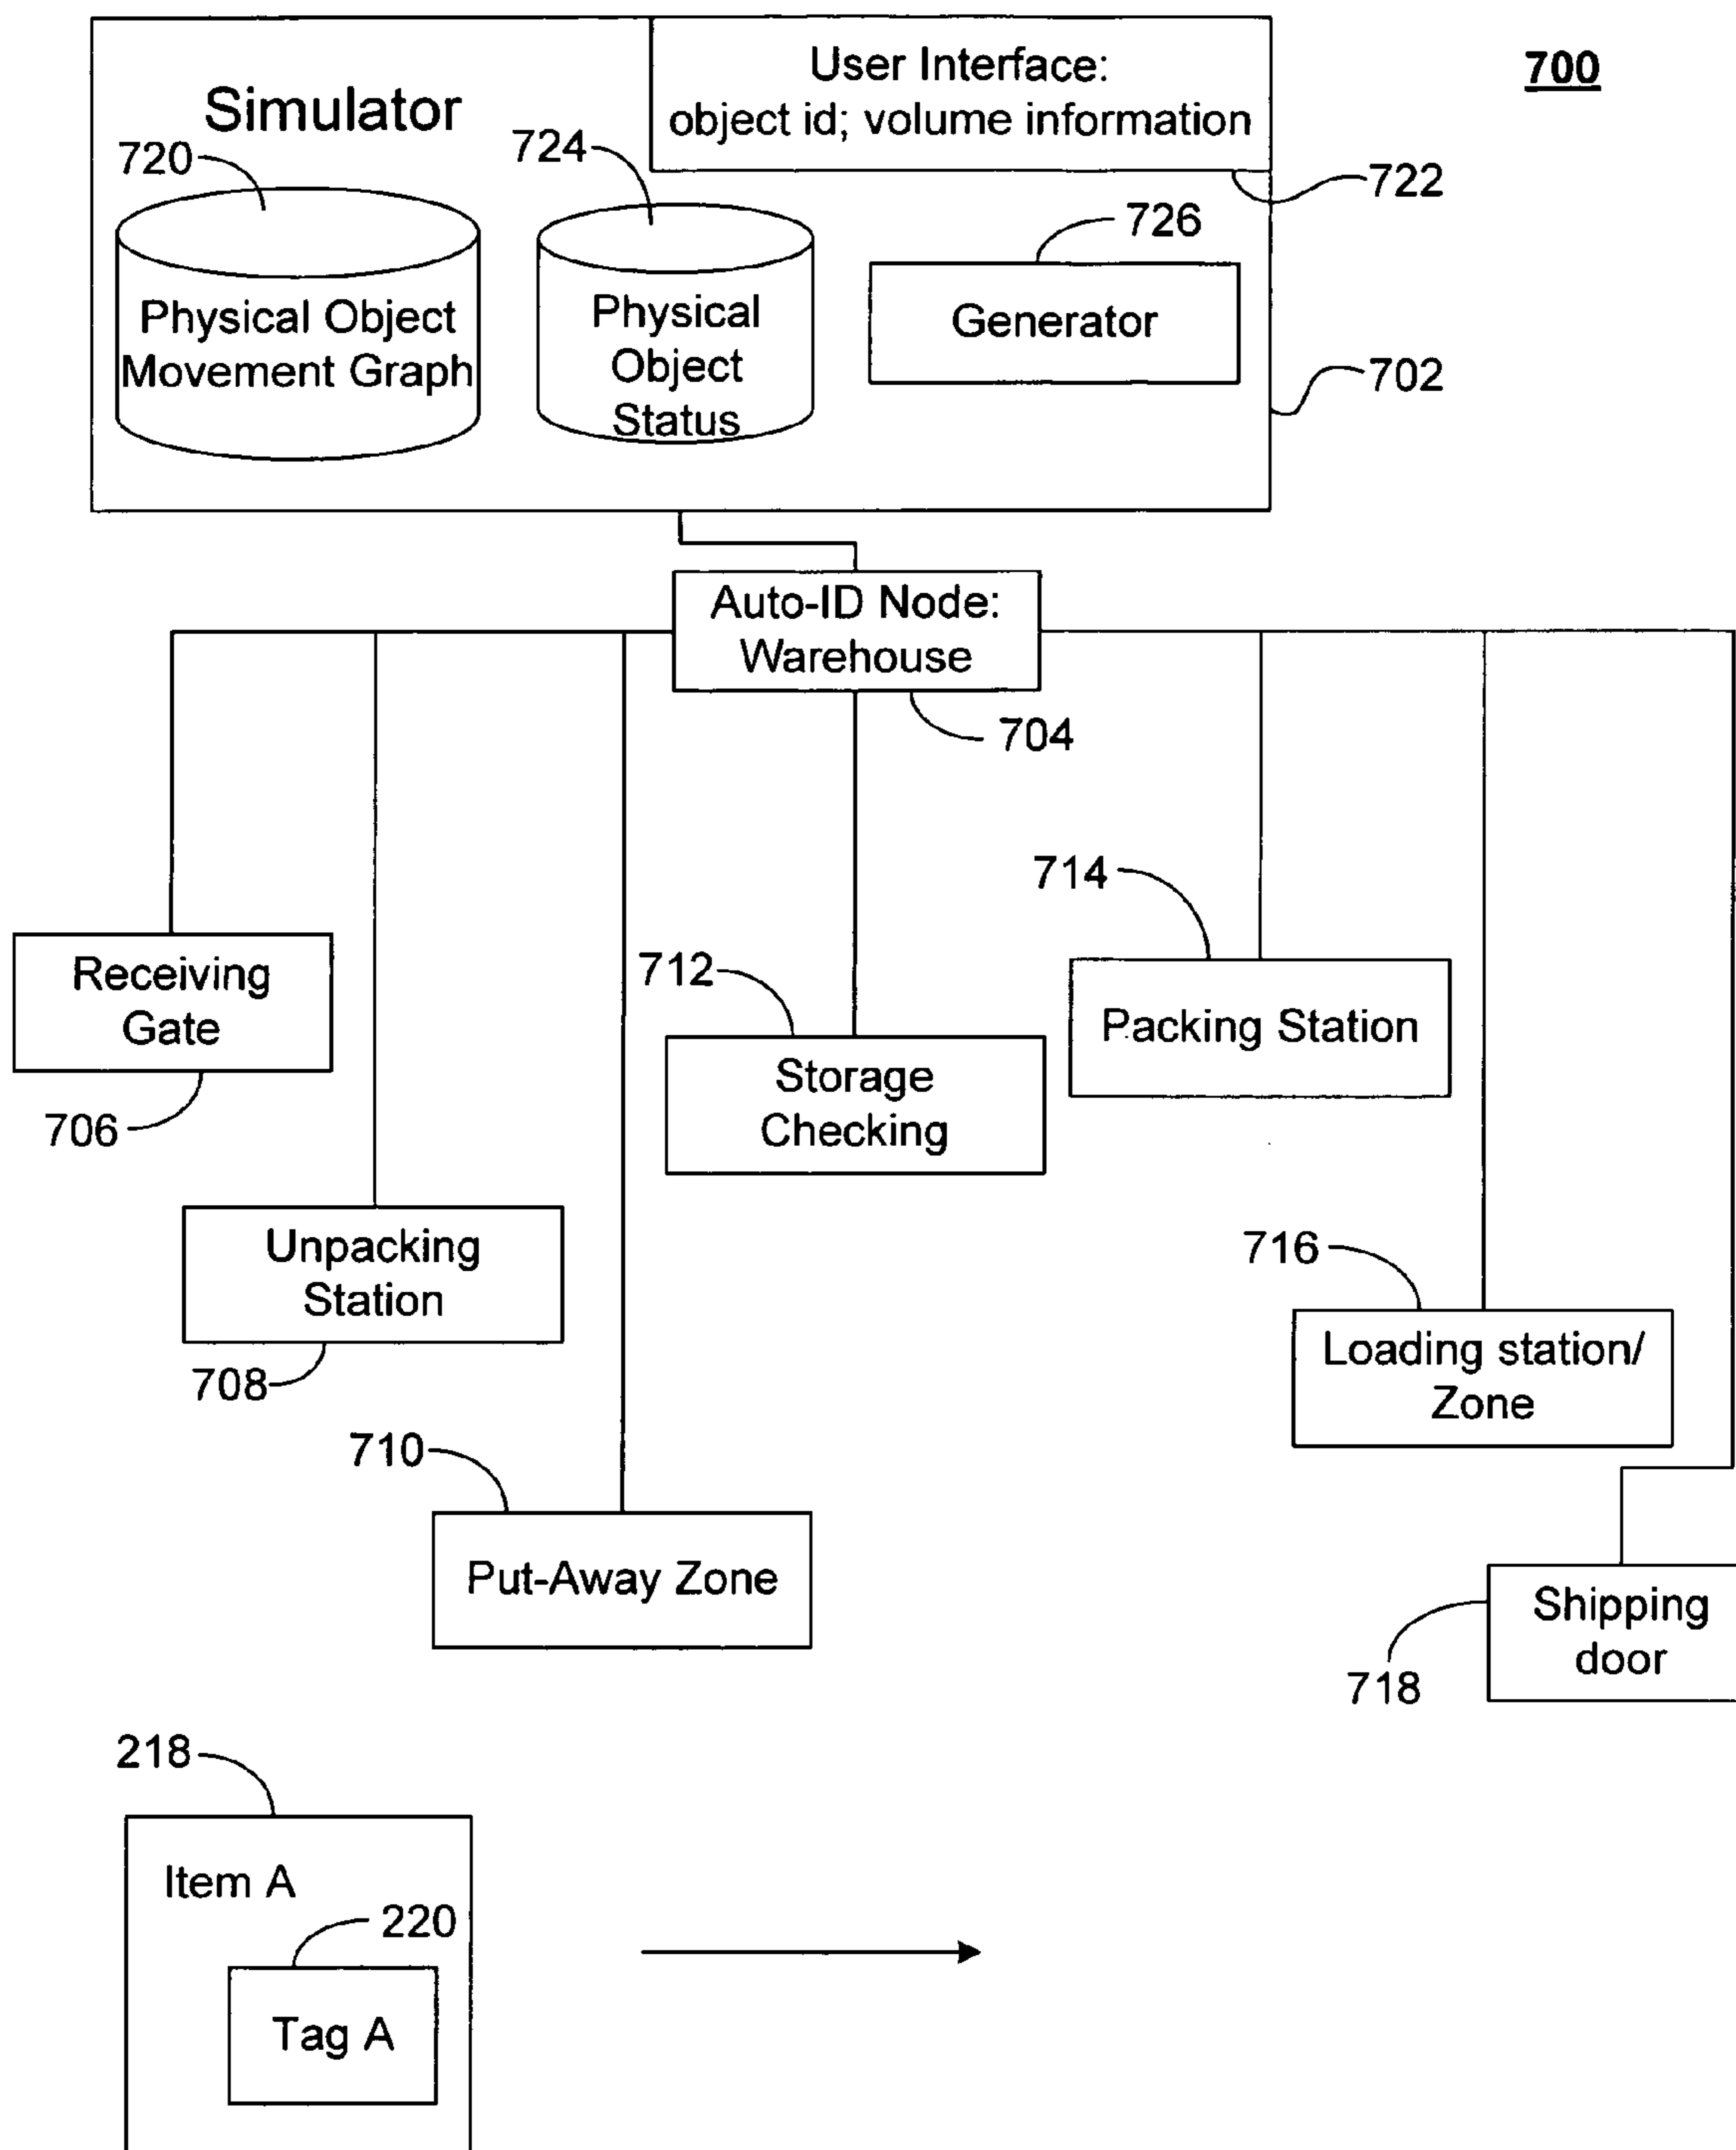 User Interface:
object id; volume information
700
Simulator
720
724
722
726
Physical Object
Movement Graph
Physical
Object
Status
Generator
702
Auto-ID Node:
Warehouse
704
714
Receiving
Gate
706
712
Packing Station
Storage
Checking
Unpacking
Station
708
716
Loading station/
Zone
710
Put-Away Zone
Shipping
door
718
218
Item A
220
Tag A